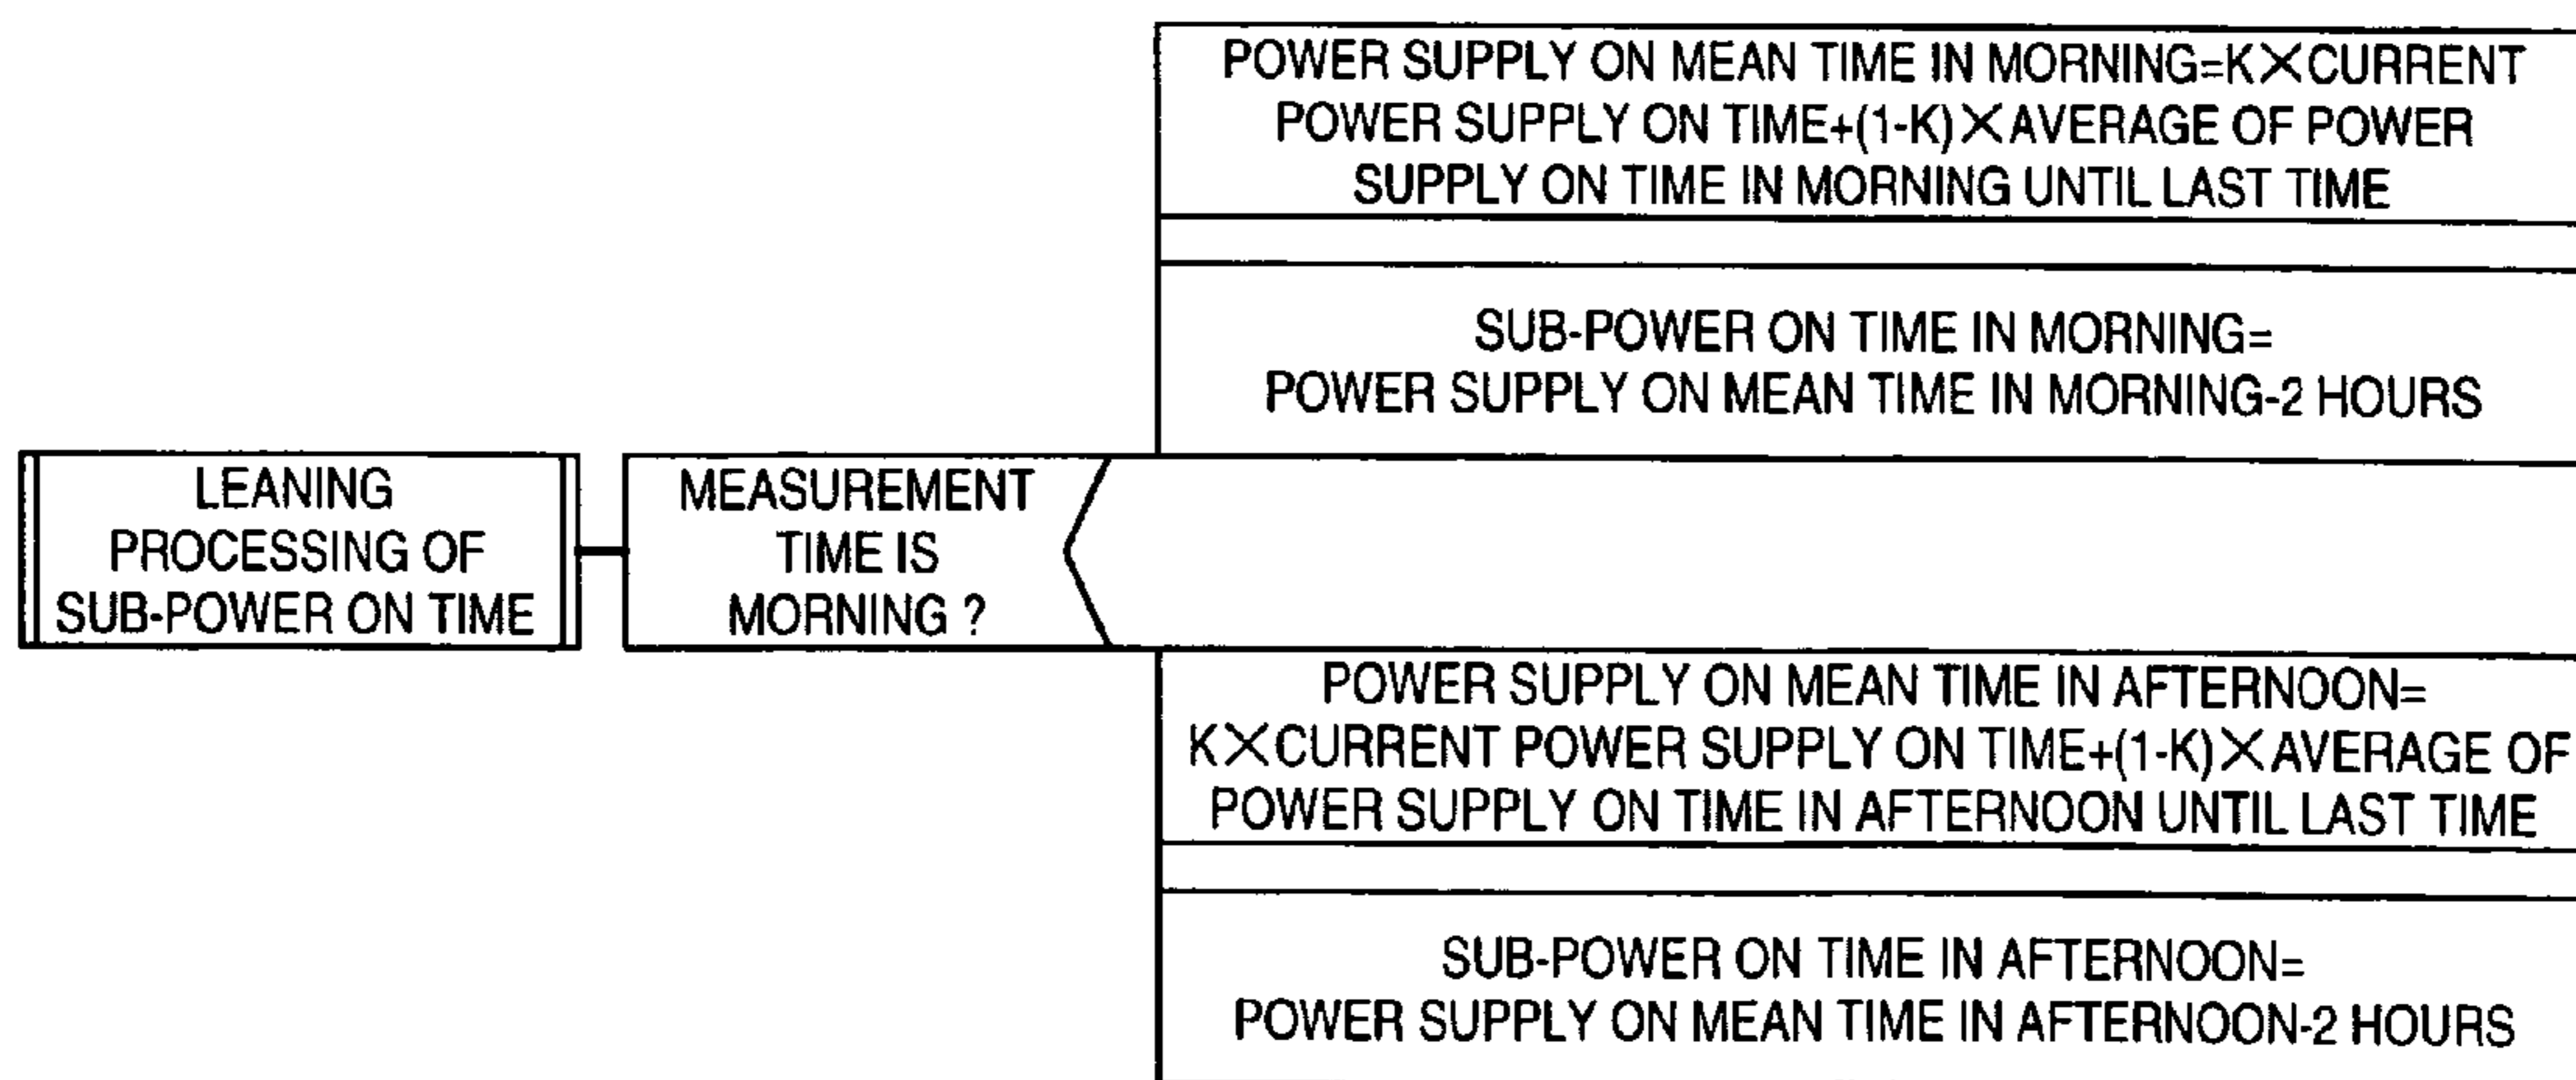 POWER SUPPLY ON MEAN TIME IN MORNING=K×CURRENT
POWER SUPPLY ON TIME+(1-K)×AVERAGE OF POWER
SUPPLY ON TIME IN MORNING UNTIL LAST TIME
SUB-POWER ON TIME IN MORNING=
POWER SUPPLY ON MEAN TIME IN MORNING-2 HOURS
LEANING
PROCESSING OF
SUB-POWER ON TIME
MEASUREMENT
TIME IS
MORNING ?
POWER SUPPLY ON MEAN TIME IN AFTERNOON=
K×CURRENT POWER SUPPLY ON TIME+(1-K)×AVERAGE OF
POWER SUPPLY ON TIME IN AFTERNOON UNTIL LAST TIME
SUB-POWER ON TIME IN AFTERNOON=
POWER SUPPLY ON MEAN TIME IN AFTERNOON-2 HOURS